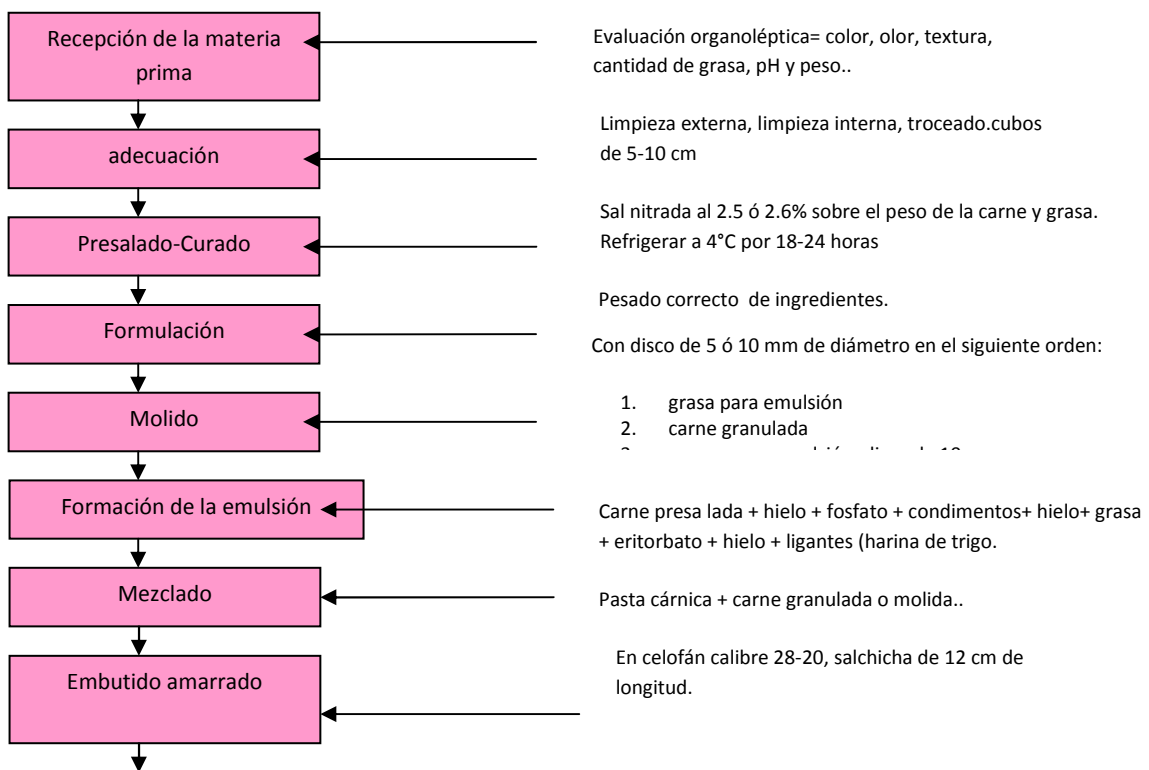 Recepción de la materia
prima
Evaluación organoléptica= color, olor, textura,
cantidad de grasa, pH y peso..
adecuación
Limpieza externa, limpieza interna, troceado.cubos
de 5-10 cm
Presalado-Curado
Sal nitrada al 2.5 ó 2.6% sobre el peso de la carne y grasa.
Refrigerar a 4°C por 18-24 horas
Formulación
Pesado correcto de ingredientes.
Molido
Con disco de 5 ó 10 mm de diámetro en el siguiente orden:
1. grasa para emulsión
2. carne granulada
Formación de la emulsión
Carne presa lada + hielo + fosfato + condimentos+ hielo+ grasa
+ eritorbato + hielo + ligantes (harina de trigo.
Mezclado
Pasta cárnica + carne granulada o molida..
Embutido amarrado
En celofán calibre 28-20, salchicha de 12 cm de
longitud.